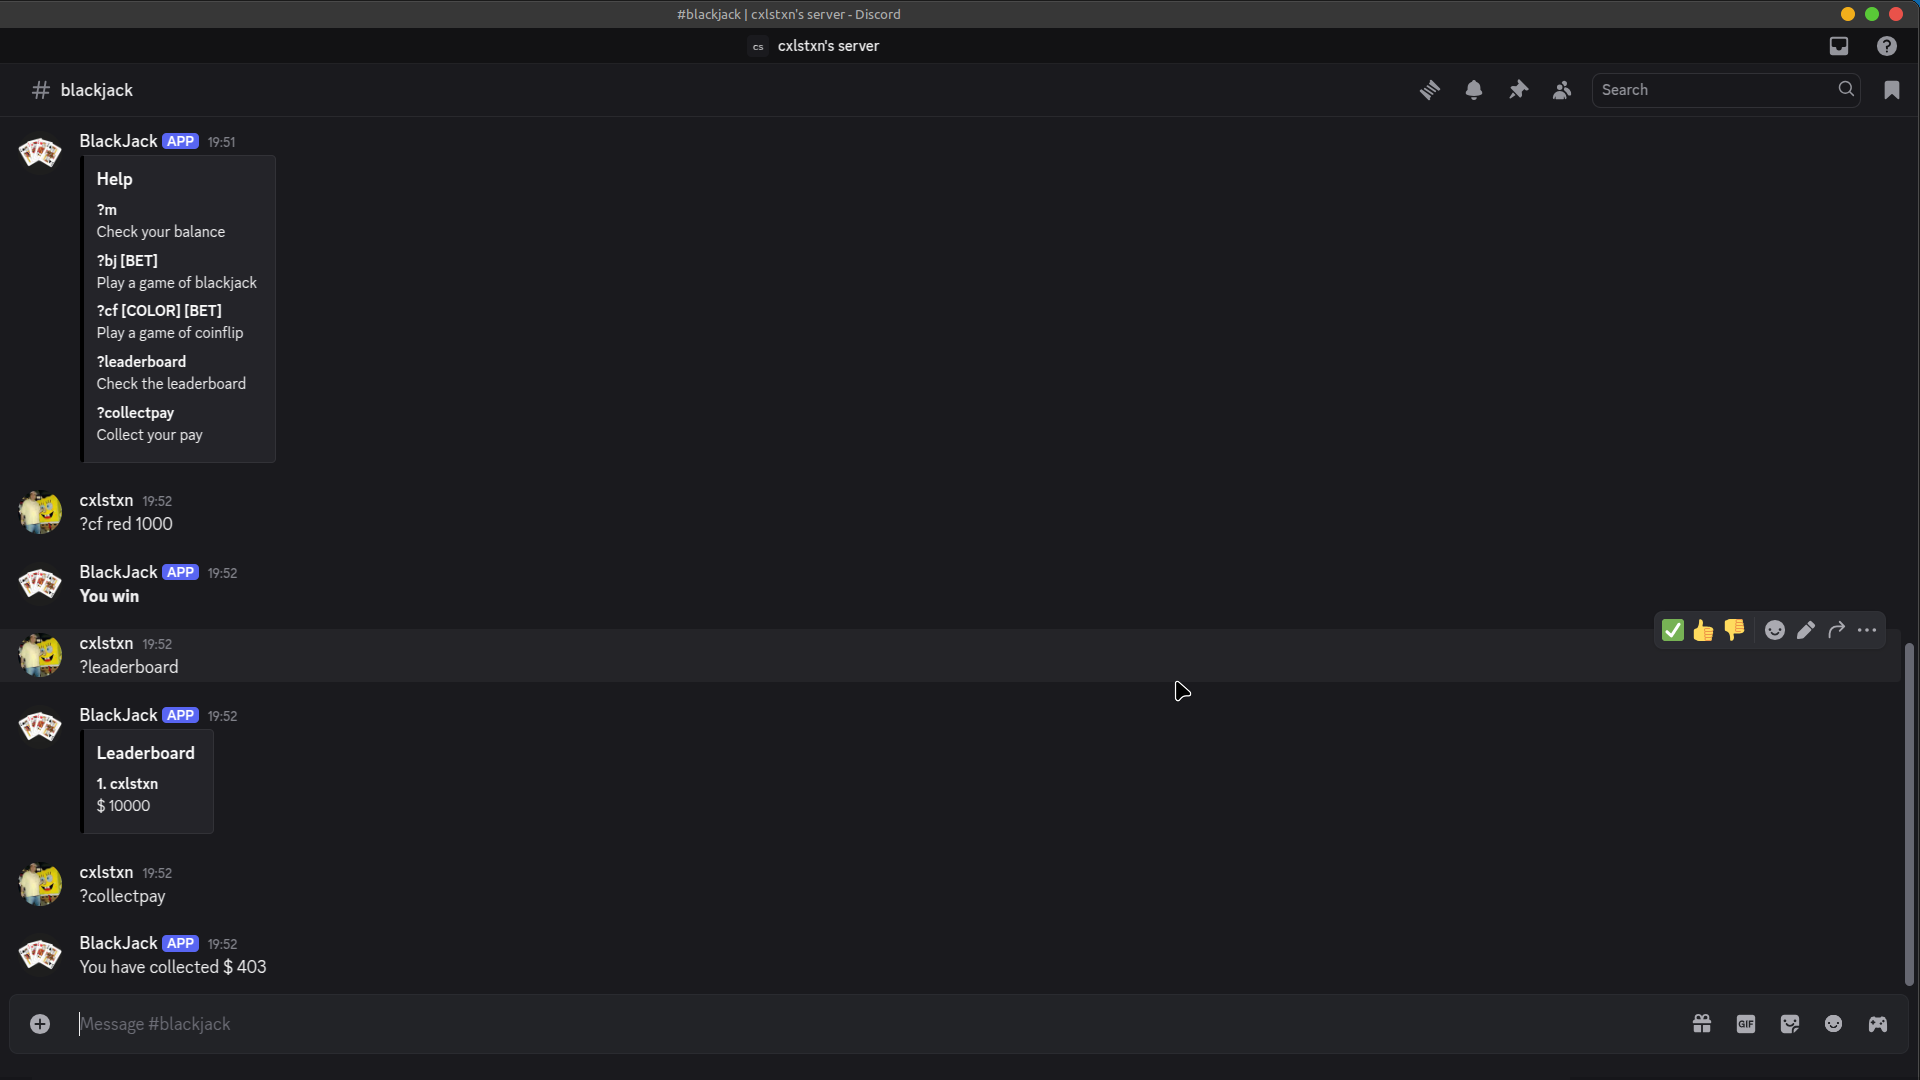 #blackjack | cxlstxn's server - Discord
cs cxlstxn's server
# blackjack
Search
BlackJack APP 19:51
Help
?m
Check your balance
?bj [BET]
Play a game of blackjack
?cf [COLOR] [BET]
Play a game of coinflip
?leaderboard
Check the leaderboard
?collectpay
Collect your pay
cxlstxn 19:52
?cf red 1000
BlackJack APP 19:52
You win
cxlstxn 19:52
?leaderboard
BlackJack APP 19:52
Leaderboard
1. cxlstxn
$ 10000
cxlstxn 19:52
?collectpay
BlackJack APP 19:52
You have collected $ 403
Message #blackjack
GIF